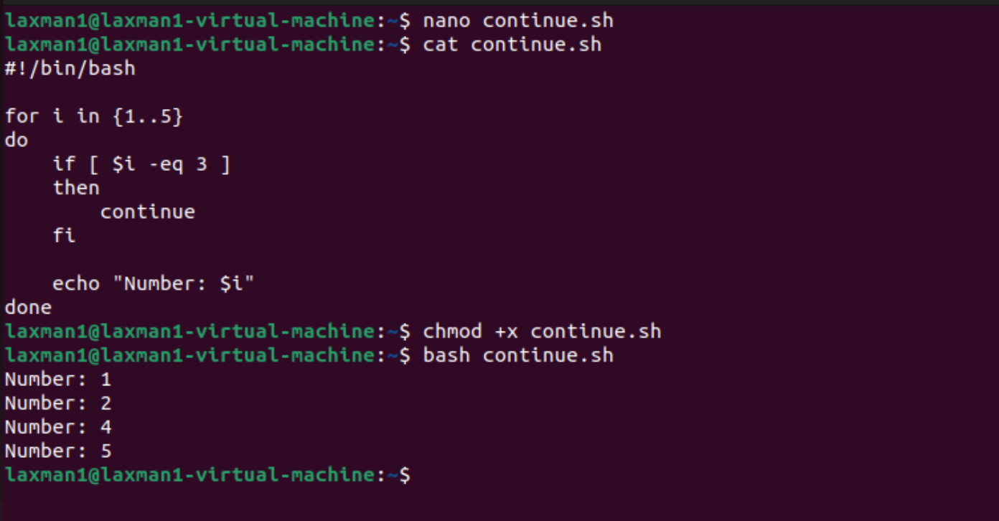 laxman1@laxman1-virtual-machine:~$ nano continue.sh
laxman1@laxman1-virtual-machine:~$ cat continue.sh
#!/bin/bash

for i in {1..5}
do
    if [ $i -eq 3 ]
    then
        continue
    fi

    echo "Number: $i"
done
laxman1@laxman1-virtual-machine:~$ chmod +x continue.sh
laxman1@laxman1-virtual-machine:~$ bash continue.sh
Number: 1
Number: 2
Number: 4
Number: 5
laxman1@laxman1-virtual-machine:~$